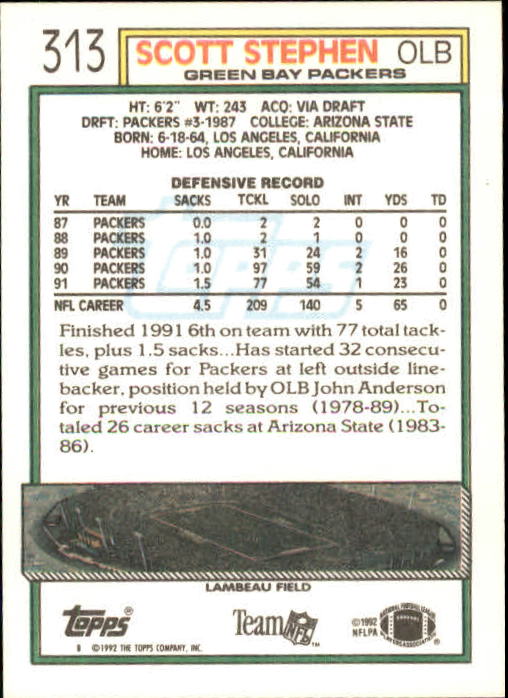 313 SCOTT STEPHEN OLB
GREEN BAY PACKERS
HT: 6'2" WT: 243 ACQ: VIA DRAFT
DRFT: PACKERS #3-1987 COLLEGE: ARIZONA STATE
BORN: 6-18-64, LOS ANGELES, CALIFORNIA
HOME: LOS ANGELES, CALIFORNIA
DEFENSIVE RECORD
YR TEAM SACKS TCKL SOLO INT YDS TD
87 PACKERS 0.0 2 2 0 0 0
88 PACKERS 1.0 2 1 0 0 0
89 PACKERS 1.0 31 24 2 16 0
90 PACKERS 1.0 97 59 2 26 0
91 PACKERS 1.5 77 54 1 23 0
NFL CAREER 4.5 209 140 5 65 0
Topps
Finished 1991 6th on team with 77 total tack-
les, plus 1.5 sacks...Has started 32 consecu-
tive games for Packers at left outside line-
backer, position held by OLB John Anderson
for previous 12 seasons (1978-89)...To-
taled 26 career sacks at Arizona State (1983-
86).
LAMBEAU FIELD
Topps® Team NFL™ ©1992 NFLPA NATIONAL FOOTBALL LEAGUE PLAYERS ASSOCIATION
B ©1992 THE TOPPS COMPANY, INC.